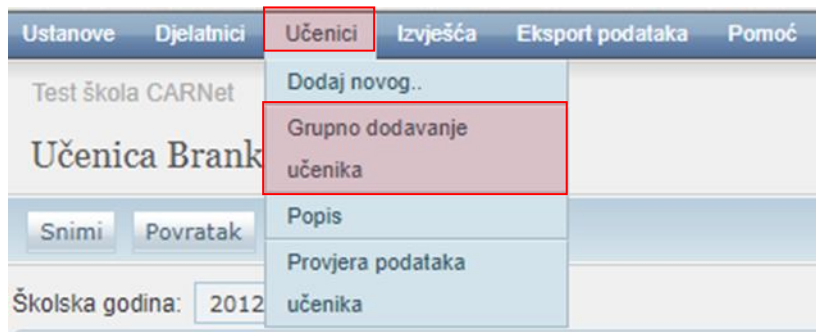 Ustanove Djelatnici Učenici Izvješća Eksport podataka Pomoć
Test škola CARNet
Dodaj novog..
Učenica Brank
Grupno dodavanje
učenika
Snimi Povratak
Popis
Provjera podataka
učenika
Školska godina: 2012